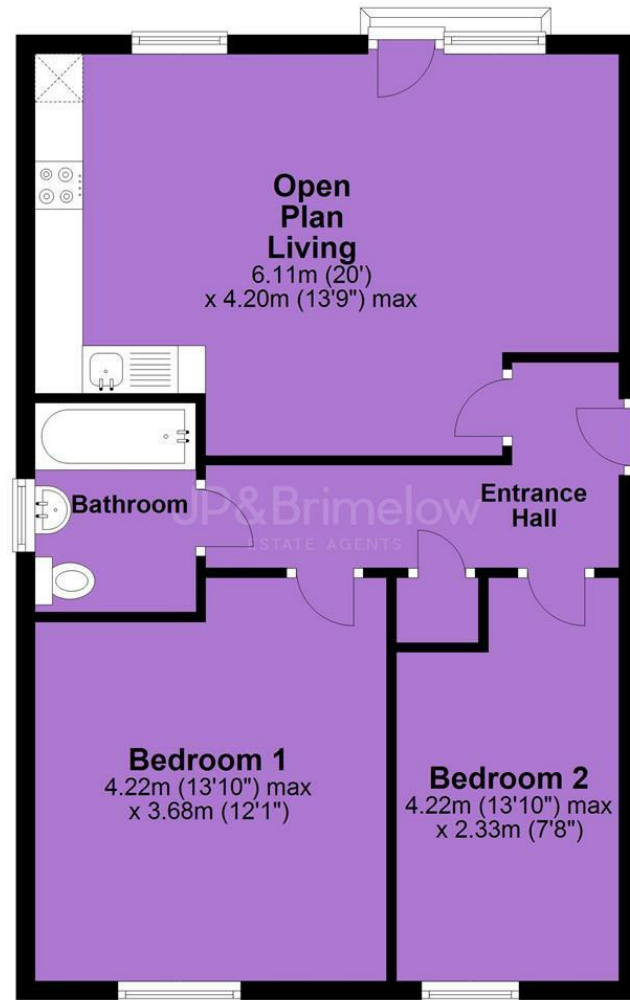 Open
Plan
Living
6.11m (20')
x 4.20m (13'9") max
Bathroom
JP&Brimelow
ESTATE AGENTS
Entrance
Hall
Bedroom 1
4.22m (13'10") max
x 3.68m (12'1")
Bedroom 2
4.22m (13'10") max
x 2.33m (7'8")